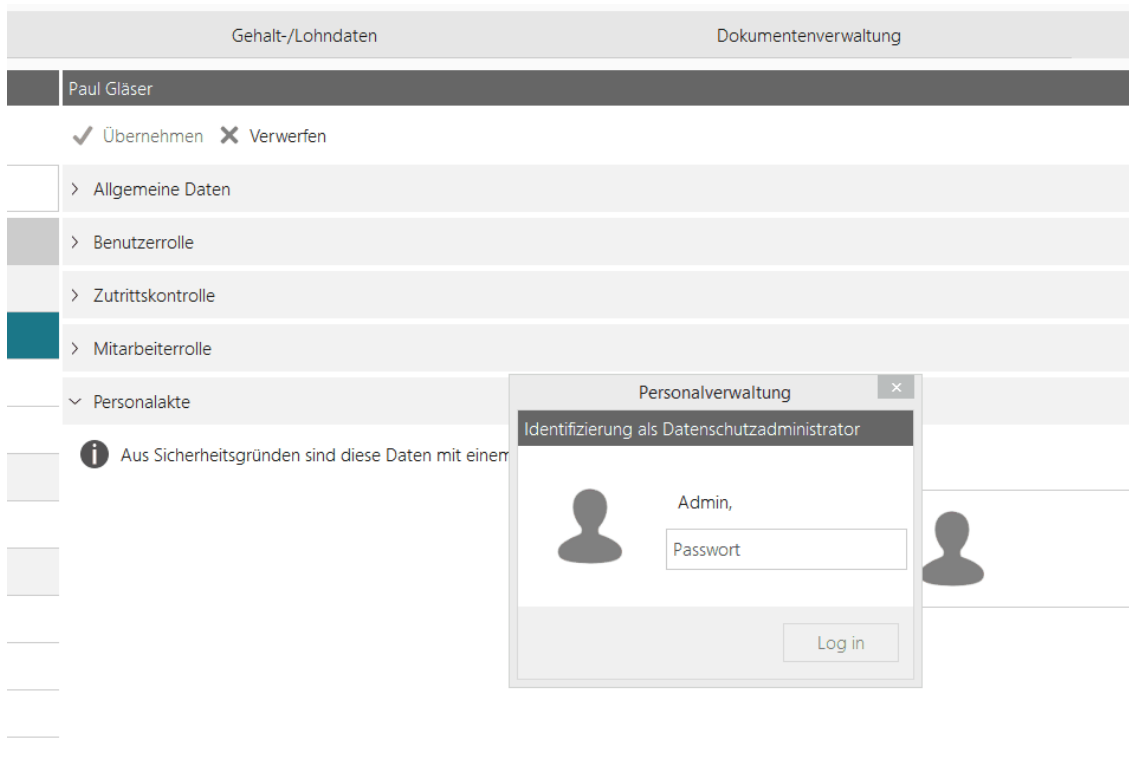 Gehalt-/Lohndaten
Dokumentenverwaltung
Paul Gläser
Übernehmen
Verwerfen
Allgemeine Daten
Benutzerrolle
Zutrittskontrolle
Mitarbeiterrolle
Personalakte
Aus Sicherheitsgründen sind diese Daten mit einem
Personalverwaltung
Identifizierung als Datenschutzadministrator
Admin,
Passwort
Log in